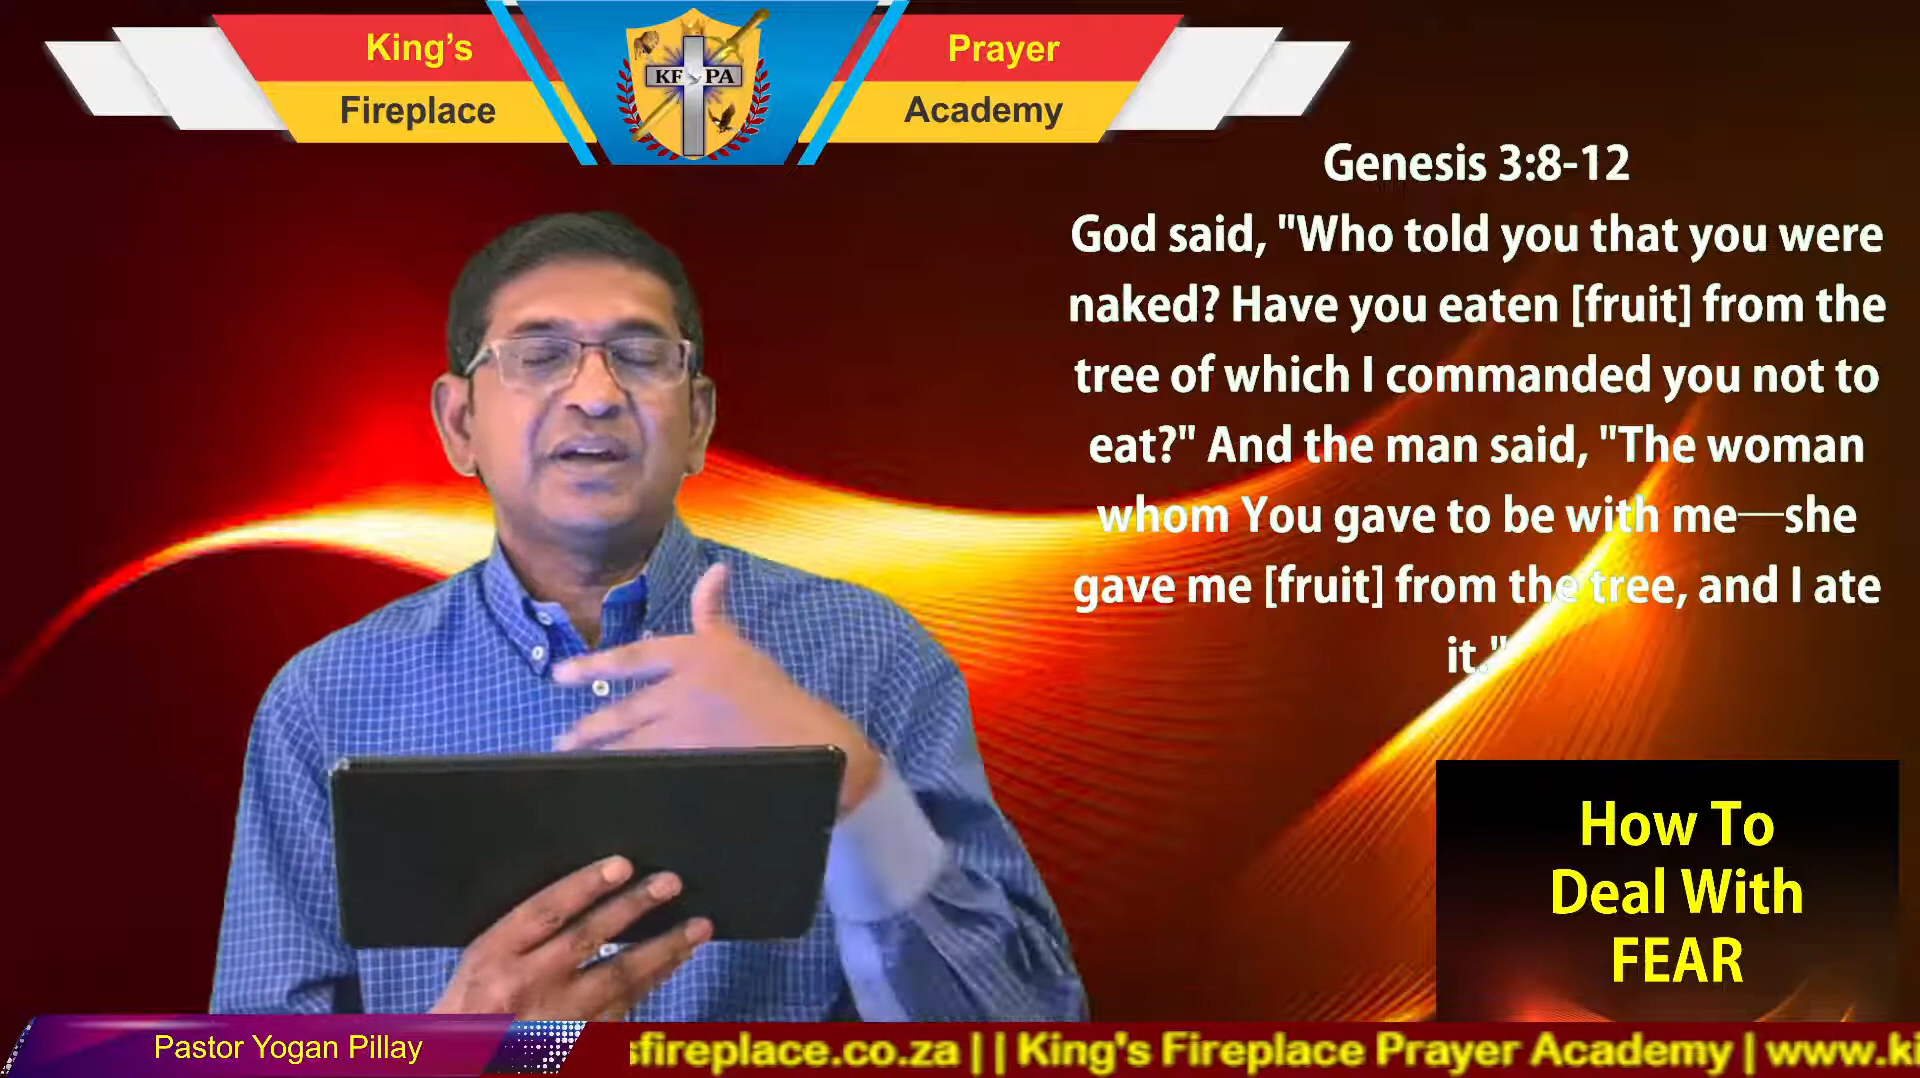 King's
Fireplace
KF PA
Prayer
Academy
Genesis 3:8-12
God said, "Who told you that you were
naked? Have you eaten [fruit] from the
tree of which I commanded you not to
eat?" And the man said, "The woman
whom You gave to be with me—she
gave me [fruit] from the tree, and I ate
it."
How To
Deal With
FEAR
Pastor Yogan Pillay
sfireplace.co.za || King's Fireplace Prayer Academy | www.ki